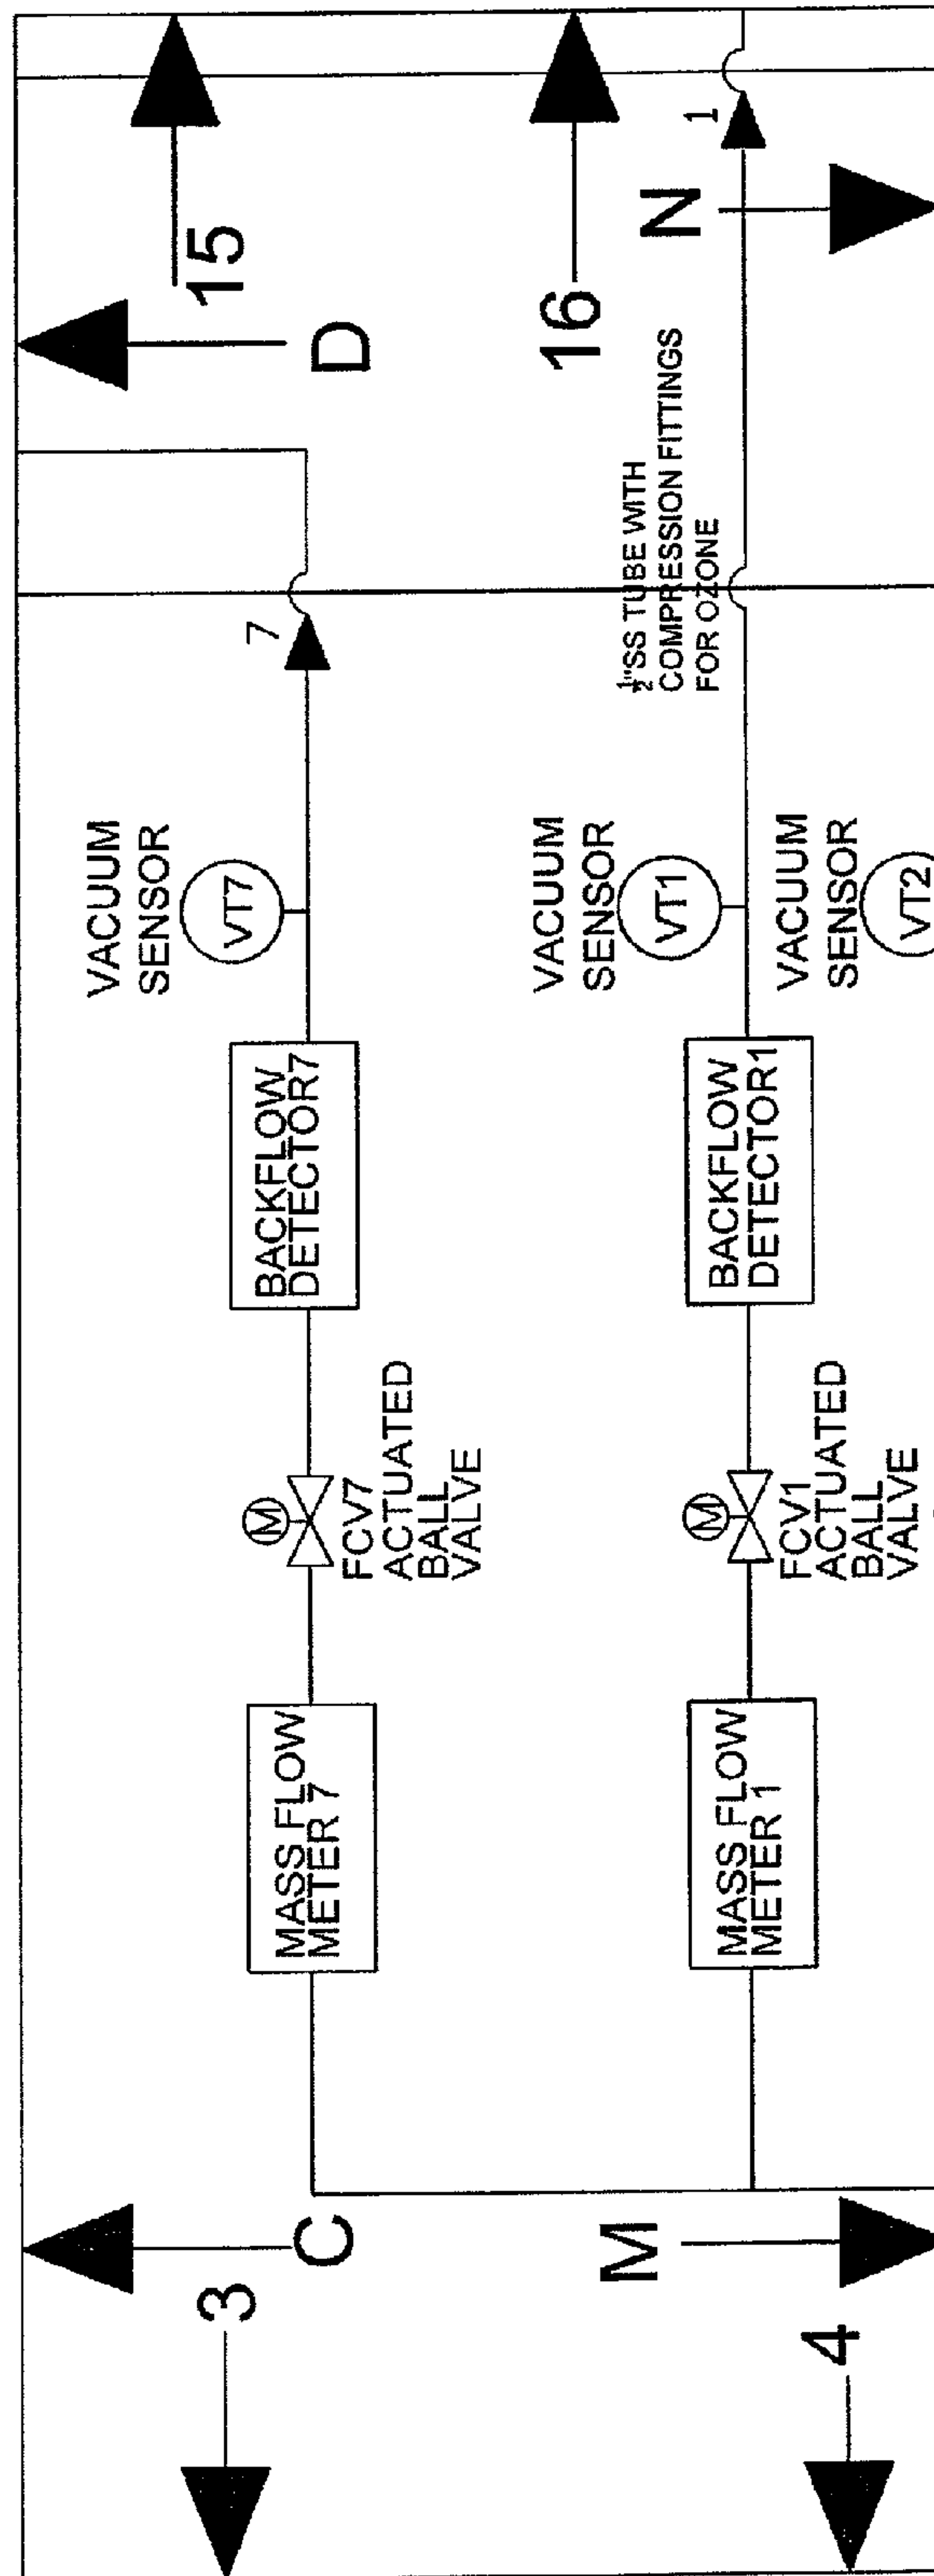 15
D
16
N
1
7
1/2"SS TUBE WITH
COMPRESSION FITTINGS
FOR OZONE
VACUUM
SENSOR
VT7
VACUUM
SENSOR
VT1
VACUUM
SENSOR
VT2
BACKFLOW
DETECTOR7
BACKFLOW
DETECTOR1
M
FCV7
ACTUATED
BALL
VALVE
M
FCV1
ACTUATED
BALL
VALVE
MASS FLOW
METER 7
MASS FLOW
METER 1
C
3
M
4